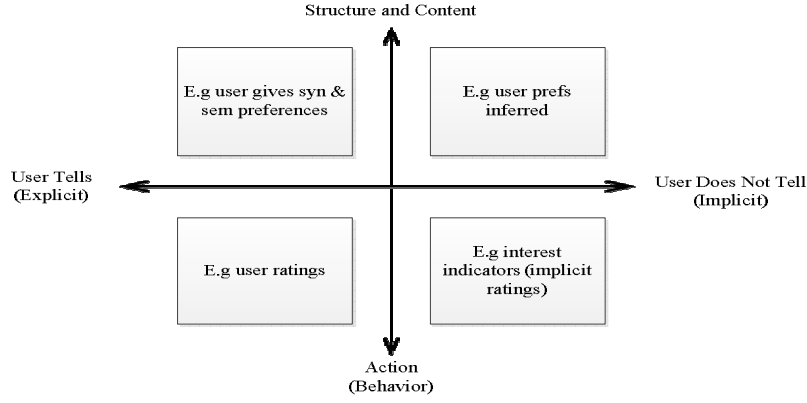 Structure and Content
E.g user gives syn &
sem preferences
E.g user prefs
inferred
User Tells
(Explicit)
User Does Not Tell
(Implicit)
E.g user ratings
E.g interest
indicators (implicit
ratings)
Action
(Behavior)